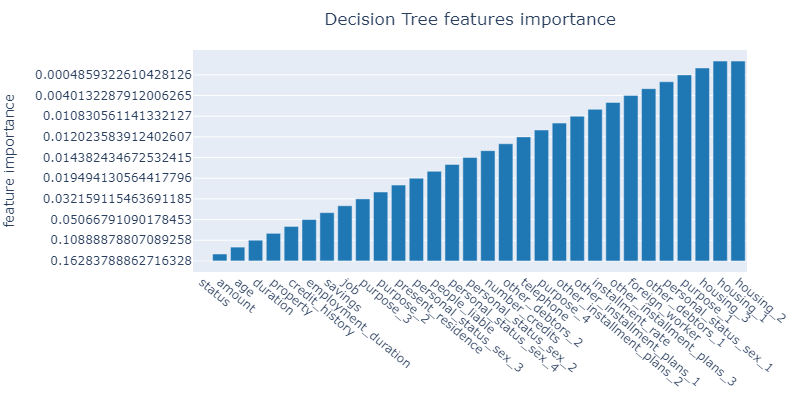 Decision Tree features importance
feature importance
0.0004859322610428126
0.0040132287912006265
0.010830561141332127
0.012023583912402607
0.014382434672532415
0.019494130564417796
0.032159115463691185
0.05066791090178453
0.10888878807089258
0.16283788862716328
status
amount
age
duration
property
credit_history
employment_duration
savings
job
purpose_3
purpose_2
present_residence
personal_status_sex_3
people_liable
personal_status_sex_4
personal_status_sex_2
number_credits
other_debtors_2
telephone
purpose_4
other_installment_plans_2
other_installment_plans_1
installment_rate
other_installment_plans_3
foreign_worker
other_debtors_1
personal_status_sex_1
purpose_1
housing_3
housing_1
housing_2